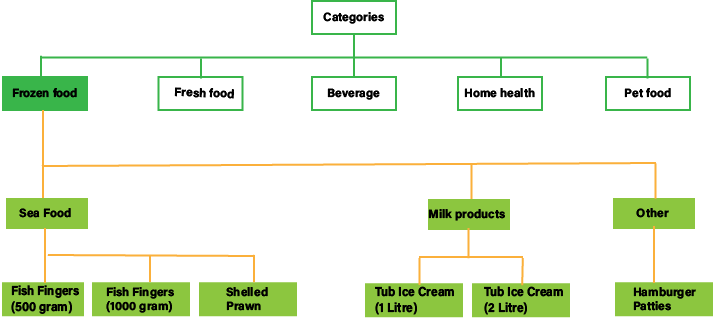 Categories
Frozen food
Fresh food
Beverage
Home health
Pet food
Sea Food
Milk products
Other
Fish Fingers
(500 gram)
Fish Fingers
(1000 gram)
Shelled
Prawn
Tub Ice Cream
(1 Litre)
Tub Ice Cream
(2 Litre)
Hamburger
Patties